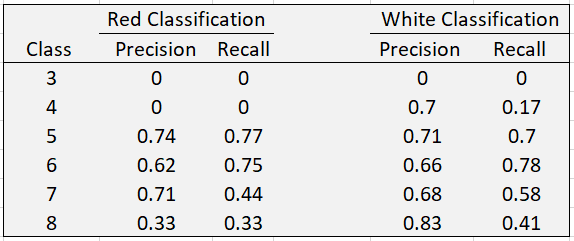 Red Classification White Classification
Class Precision Recall Precision Recall
3 0 0 0 0
4 0 0 0.7 0.17
5 0.74 0.77 0.71 0.7
6 0.62 0.75 0.66 0.78
7 0.71 0.44 0.68 0.58
8 0.33 0.33 0.83 0.41